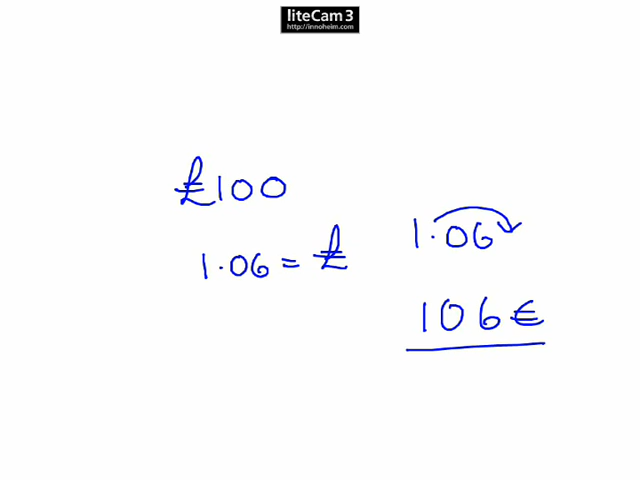 liteCam 3
http://innoheim.com/
£100
1.06 = £
1.06
106€